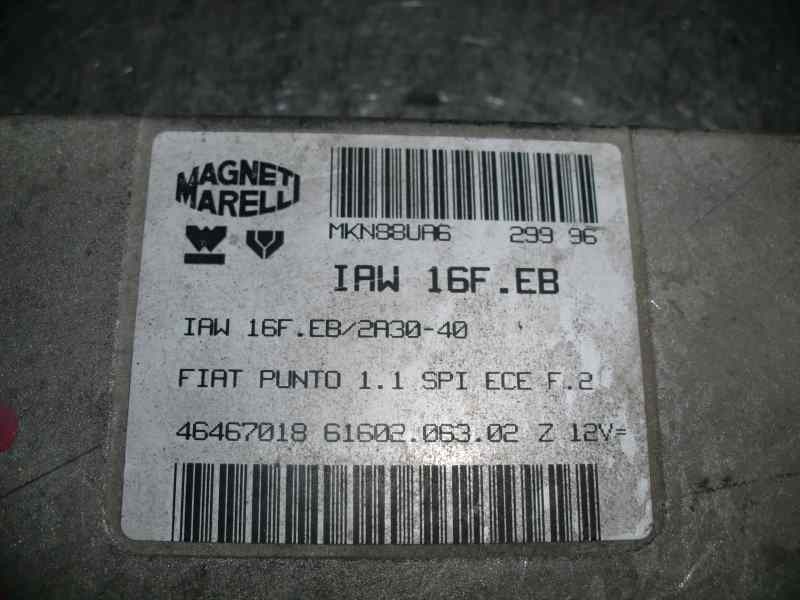 MAGNETI
MARELLI
MKN88UA6 299 96
IAW 16F.EB
IAW 16F.EB/2A30-40
FIAT PUNTO 1.1 SPI ECE F.2
46467018 61602.063.02 Z 12V=